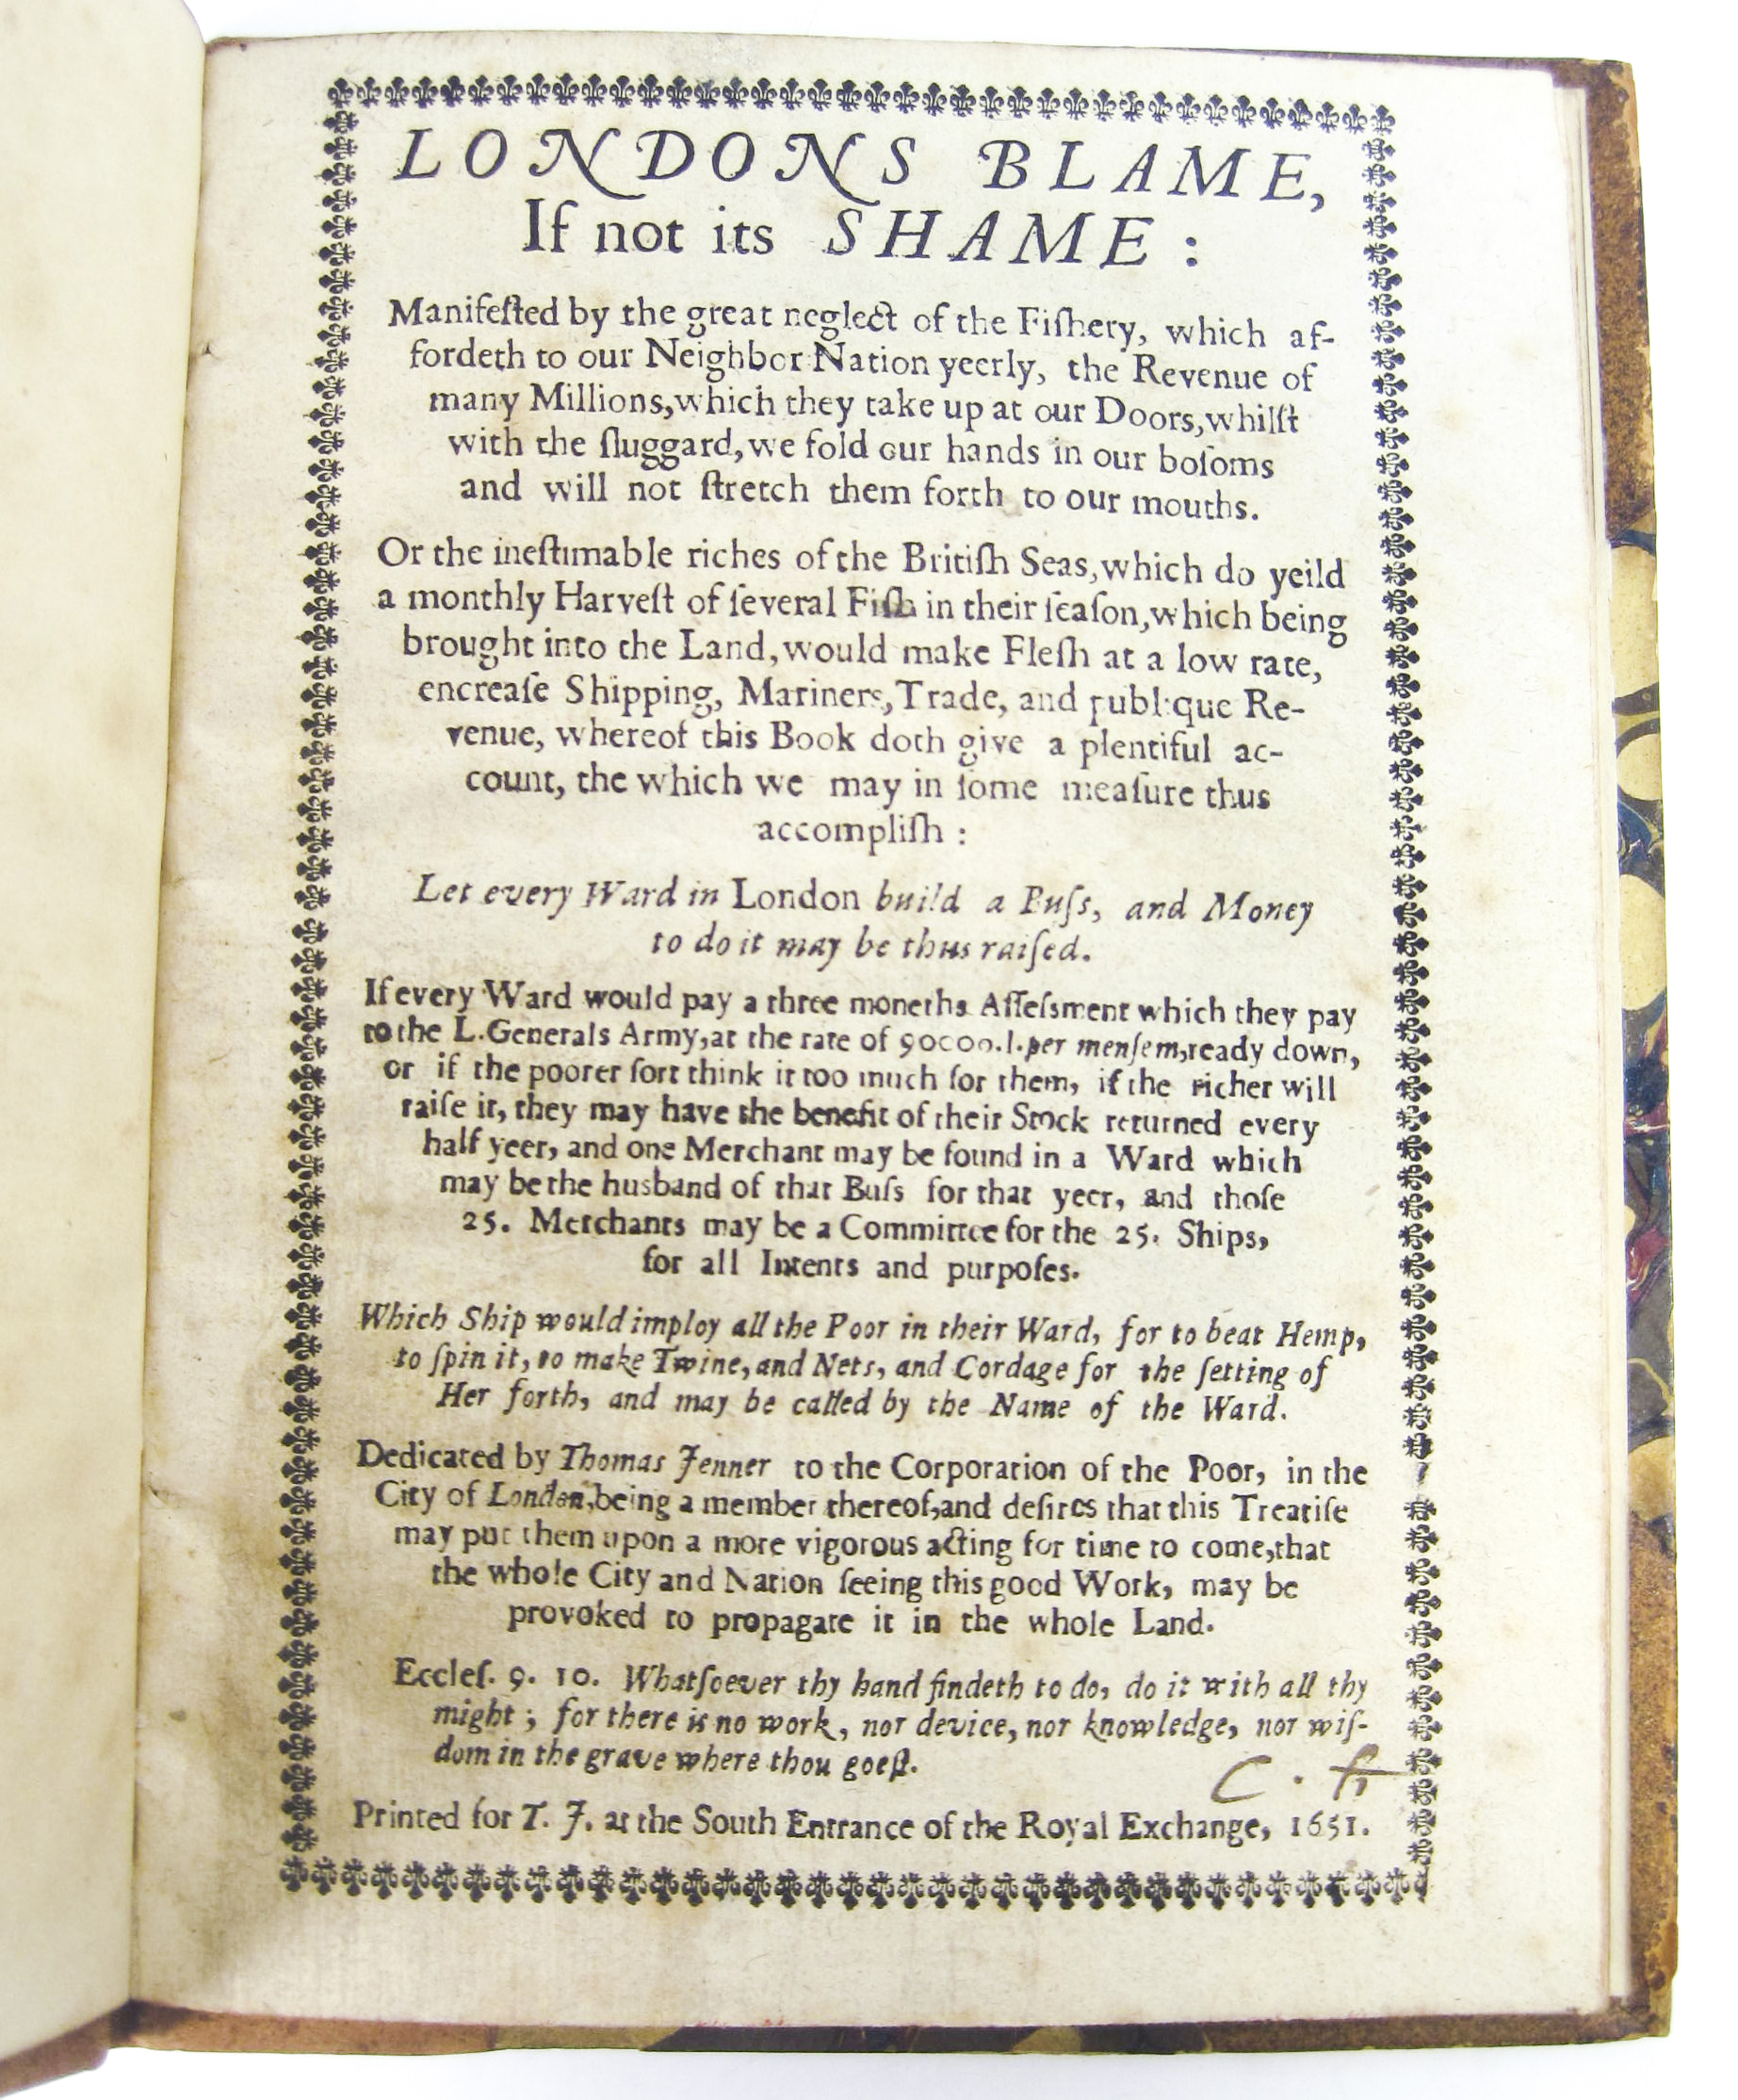 LONDONS BLAME,
If not its SHAME:
Manifeſted by the great neglect of the Fiſhery, which af-
fordeth to our Neighbor Nation yeerly, the Revenue of
many Millions, which they take up at our Doors, whilſt
with the ſluggard, we fold our hands in our boſoms
and will not ſtretch them forth to our mouths.
Or the ineſtimable riches of the Britiſh Seas, which do yeild
a monthly Harveſt of ſeveral Fiſh in their ſeaſon, which being
brought into the Land, would make Fleſh at a low rate,
encreaſe Shipping, Mariners, Trade, and publique Re-
venue, whereof this Book doth give a plentiful ac-
count, the which we may in ſome meaſure thus
accompliſh:
Let every Ward in London build a Buſs, and Money
to do it may be thus raiſed.
If every Ward would pay a three moneths Aſſeſsment which they pay
to the L. Generals Army, at the rate of 90000.l. per menſem, ready down,
or if the poorer ſort think it too much for them, if the richer will
raiſe it, they may have the benefit of their Stock returned every
half yeer, and one Merchant may be found in a Ward which
may be the husband of that Buſs for that yeer, and thoſe
25. Merchants may be a Committee for the 25. Ships,
for all Intents and purpoſes.
Which Ship would imploy all the Poor in their Ward, for to beat Hemp,
to ſpin it, to make Twine, and Nets, and Cordage for the ſetting of
Her forth, and may be called by the Name of the Ward.
Dedicated by Thomas Jenner to the Corporation of the Poor, in the
City of London, being a member thereof, and deſires that this Treatiſe
may put them upon a more vigorous acting for time to come, that
the whole City and Nation ſeeing this good Work, may be
provoked to propagate it in the whole Land.
Eccleſ. 9. 10. Whatſoever thy hand findeth to do, do it with all thy
might; for there is no work, nor device, nor knowledge, nor wiſ-
dom in the grave where thou goeſt.
Printed for T. J. at the South Entrance of the Royal Exchange, 1651.